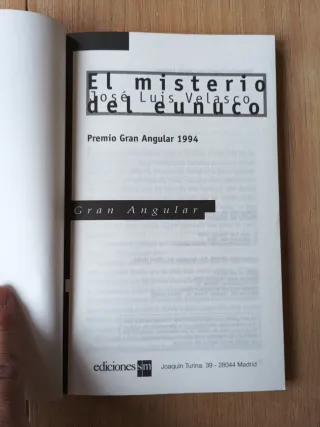 El misterio
José Luis Velasco
del eunuco
Premio Gran Angular 1994
Gran Angular
ediciones sm
Joaquín Turina, 39 - 28044 Madrid